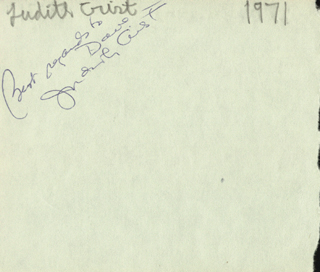 Judith Crist 1971
Best regards to
Dave
Judith Crist